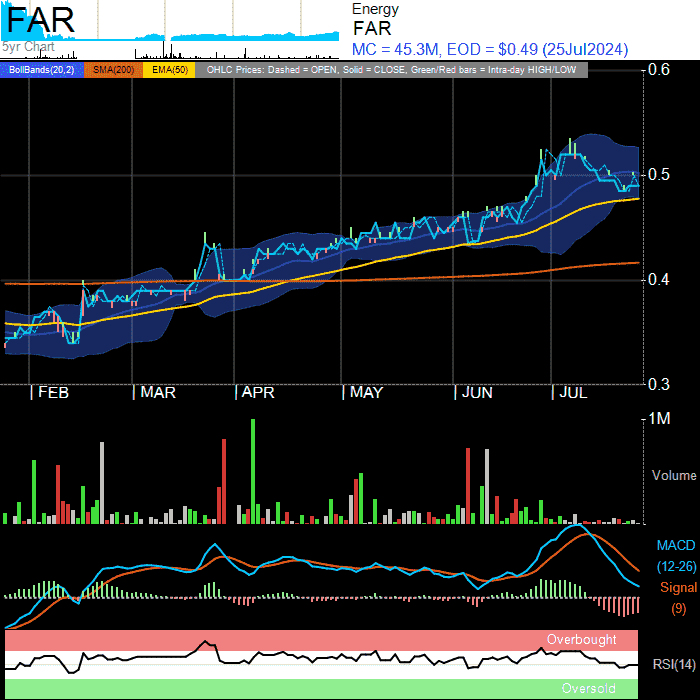 FAR
5yr Chart
Energy
FAR
MC = 45.3M, EOD = $0.49 (25Jul2024)
BollBands(20,2) SMA(200) EMA(50) OHLC Prices: Dashed = OPEN, Solid = CLOSE, Green/Red bars = Intra-day HIGH/LOW
0.6
0.5
0.4
0.3
FEB MAR APR MAY JUN JUL
1M
Volume
MACD
(12-26)
Signal
(9)
Overbought
RSI(14)
Oversold